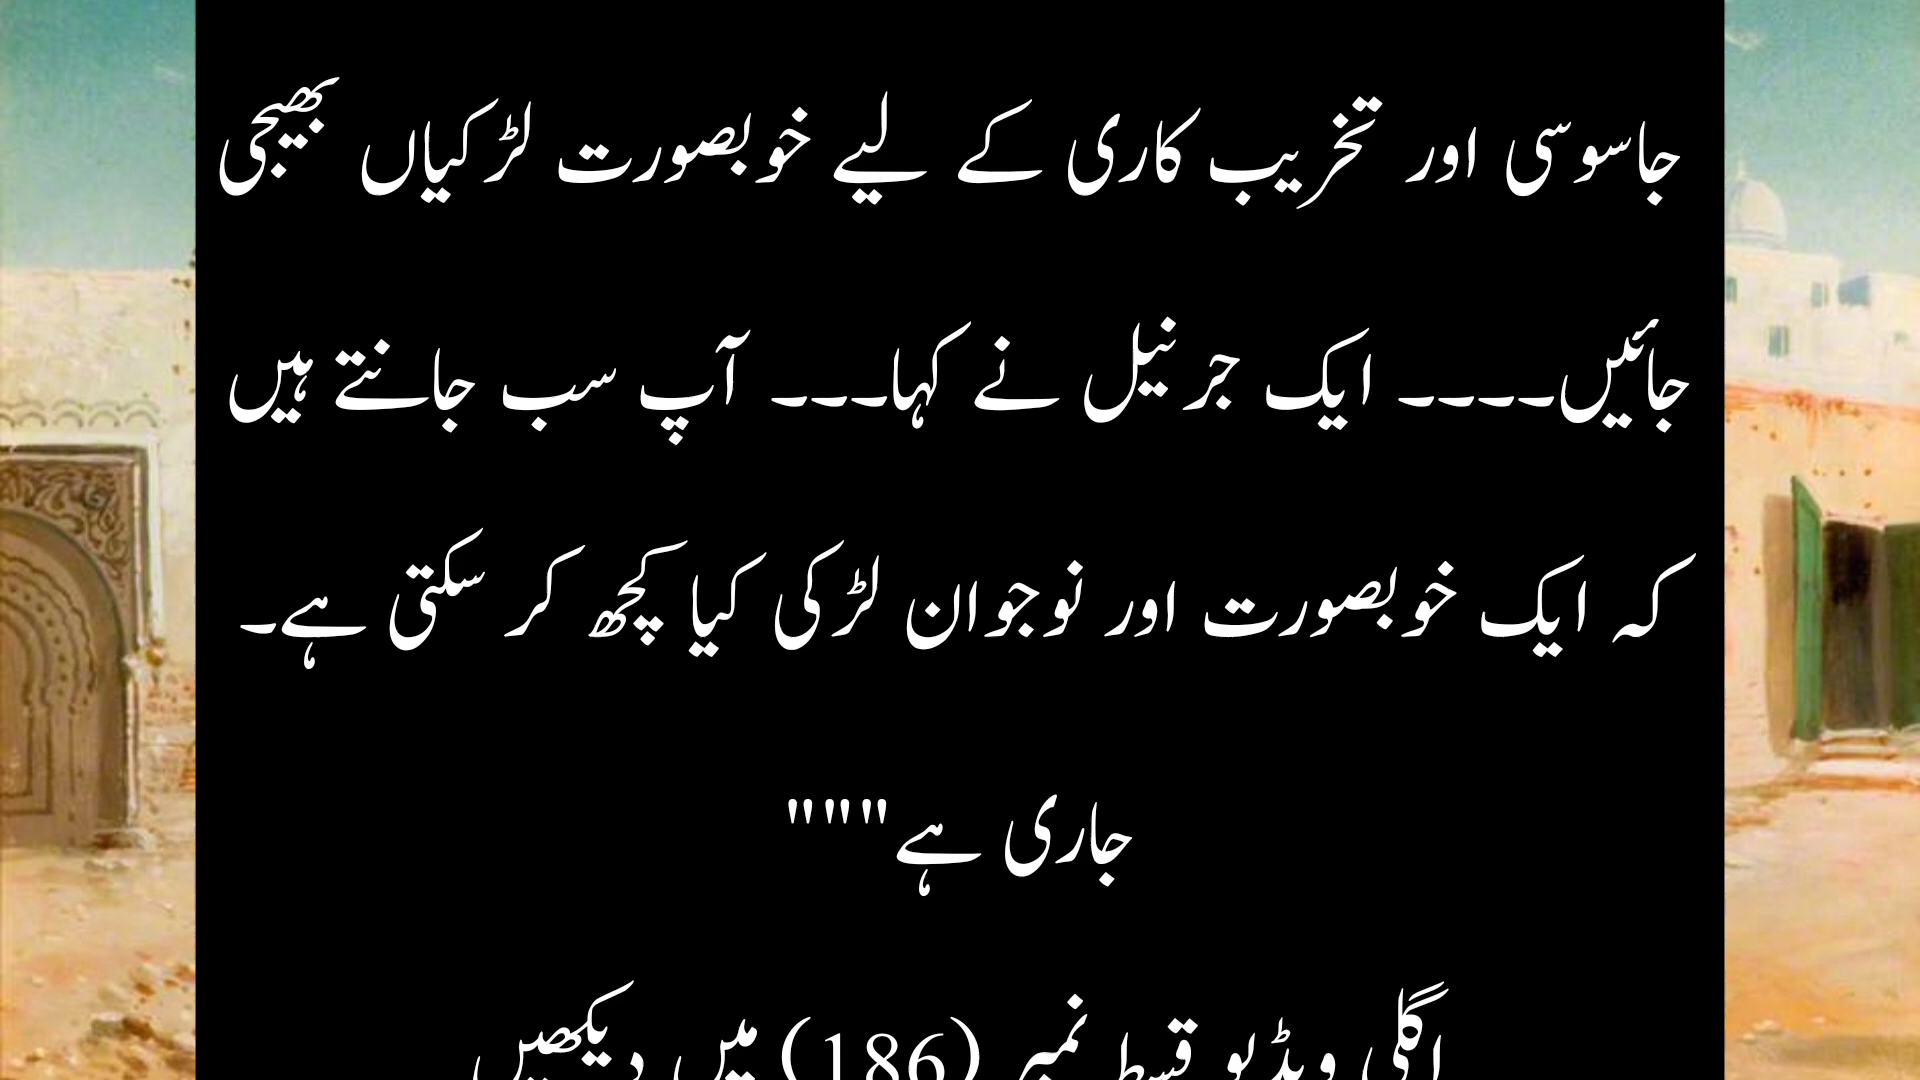 جاسوسی اور تخریب کاری کے لیے خوبصورت لڑکیاں بھیجی
جائیں۔۔۔۔ ایک جرنیل نے کہا۔۔۔ آپ سب جانتے ہیں
کہ ایک خوبصورت اور نوجوان لڑکی کیا کچھ کر سکتی ہے۔
جاری ہے"""
اگلی ویڈیو قسط نمبر (186) میں دیکھیں